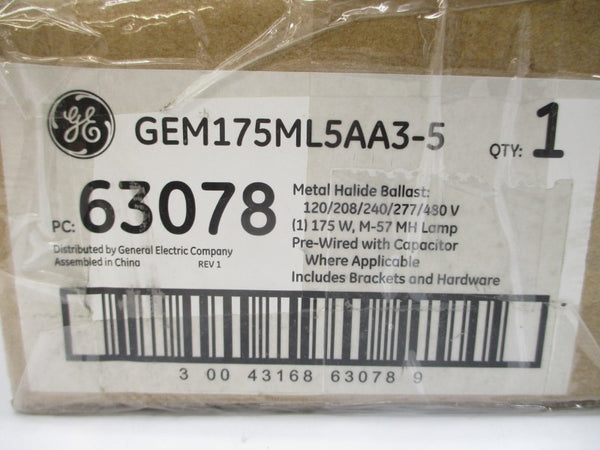 GE
GEM175ML5AA3-5
QTY: 1
PC: 63078
Metal Halide Ballast:
120/208/240/277/480 V
(1) 175 W, M-57 MH Lamp
Pre-Wired with Capacitor
Where Applicable
Includes Brackets and Hardware
Distributed by General Electric Company
Assembled in China REV 1
3 00 43168 63078 9